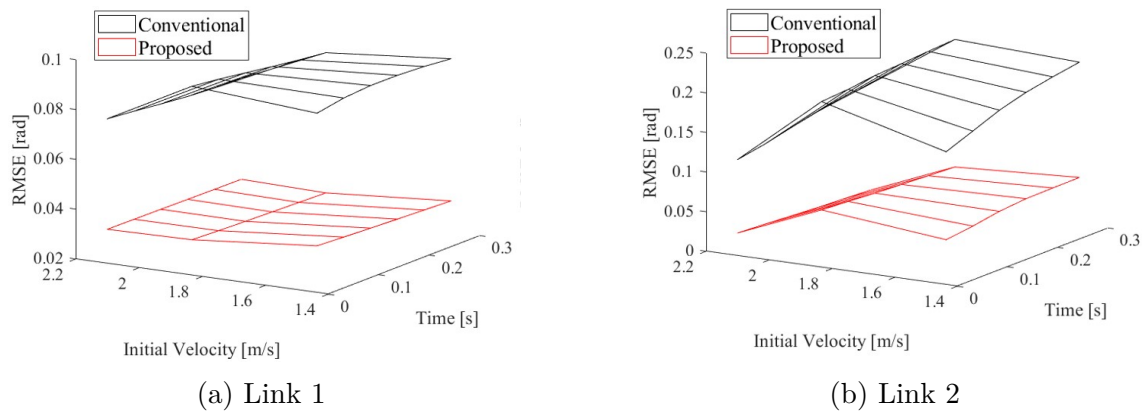 Conventional
Proposed
0.1
0.08
0.06
0.04
0.02
RMSE [rad]
2.2
2
1.8
1.6
1.4
0
0.1
0.2
0.3
Time [s]
Initial Velocity [m/s]
(a) Link 1
Conventional
Proposed
0.25
0.2
0.15
0.1
0.05
0
RMSE [rad]
2.2
2
1.8
1.6
1.4
0
0.1
0.2
0.3
Time [s]
Initial Velocity [m/s]
(b) Link 2